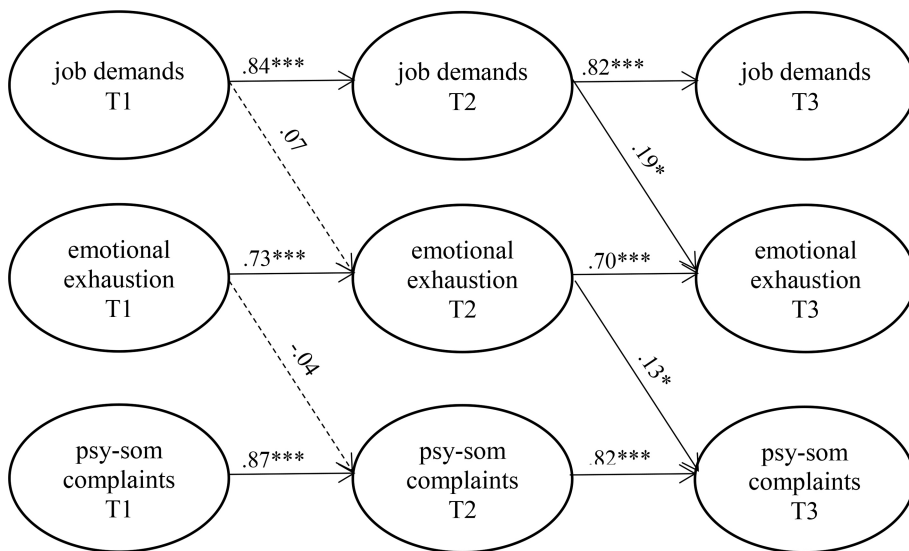 job demands
T1
.84***
job demands
T2
.82***
job demands
T3
.07
.19*
emotional
exhaustion
T1
.73***
emotional
exhaustion
T2
.70***
emotional
exhaustion
T3
-.04
.13*
psy-som
complaints
T1
.87***
psy-som
complaints
T2
.82***
psy-som
complaints
T3